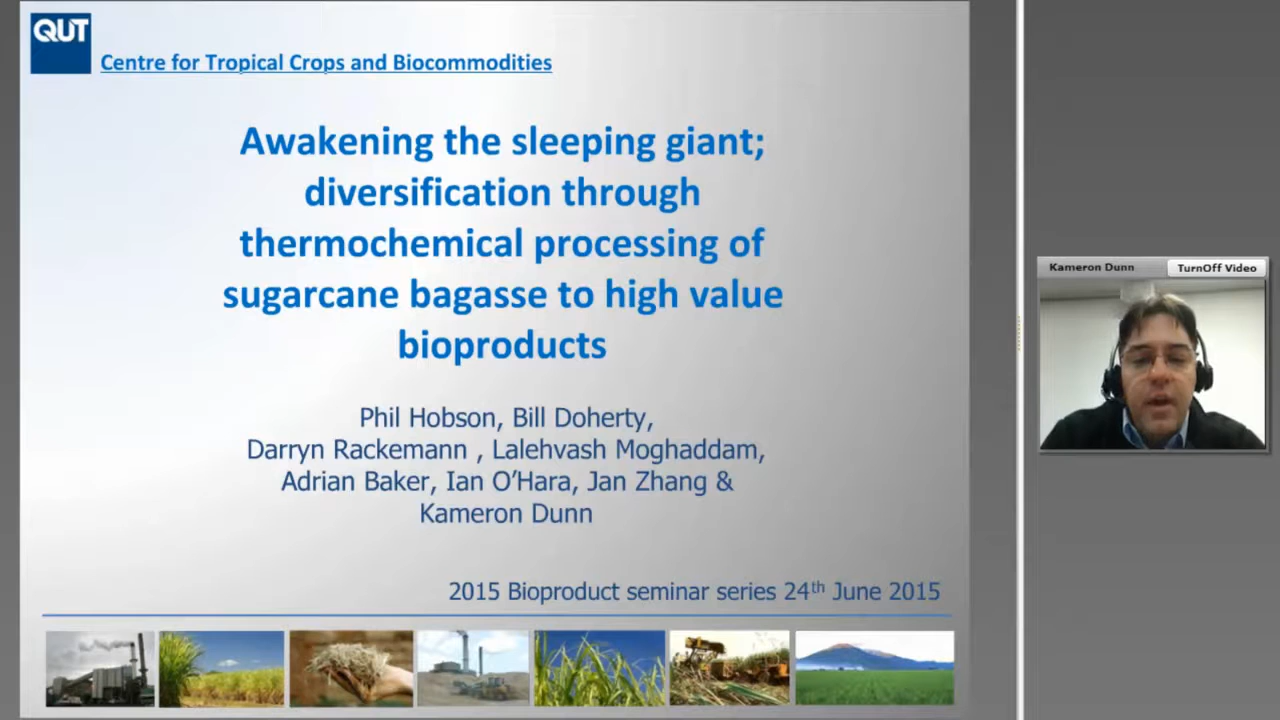 QUT
Centre for Tropical Crops and Biocommodities
Awakening the sleeping giant;
diversification through
thermochemical processing of
sugarcane bagasse to high value
bioproducts
Phil Hobson, Bill Doherty,
Darryn Rackemann , Lalehvash Moghaddam,
Adrian Baker, Ian O’Hara, Jan Zhang &
Kameron Dunn
2015 Bioproduct seminar series 24th June 2015
Kameron Dunn
TurnOff Video